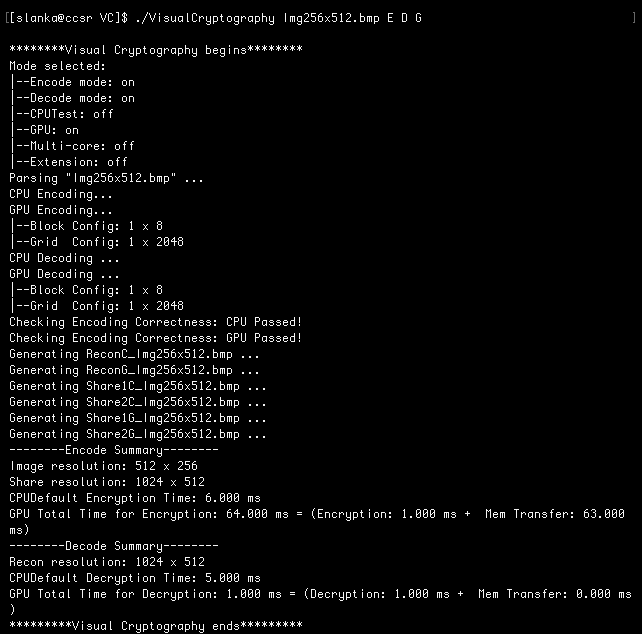 [[slanka@ccsr VC]$ ./VisualCryptography Img256x512.bmp E D G ]
********Visual Cryptography begins********
Mode selected:
|--Encode mode: on
|--Decode mode: on
|--CPUTest: off
|--GPU: on
|--Multi-core: off
|--Extension: off
Parsing "Img256x512.bmp" ...
CPU Encoding...
GPU Encoding...
|--Block Config: 1 x 8
|--Grid  Config: 1 x 2048
CPU Decoding ...
GPU Decoding ...
|--Block Config: 1 x 8
|--Grid  Config: 1 x 2048
Checking Encoding Correctness: CPU Passed!
Checking Encoding Correctness: GPU Passed!
Generating ReconC_Img256x512.bmp ...
Generating ReconG_Img256x512.bmp ...
Generating Share1C_Img256x512.bmp ...
Generating Share2C_Img256x512.bmp ...
Generating Share1G_Img256x512.bmp ...
Generating Share2G_Img256x512.bmp ...
--------Encode Summary--------
Image resolution: 512 x 256
Share resolution: 1024 x 512
CPUDefault Encryption Time: 6.000 ms
GPU Total Time for Encryption: 64.000 ms = (Encryption: 1.000 ms +  Mem Transfer: 63.000
ms)
--------Decode Summary--------
Recon resolution: 1024 x 512
CPUDefault Decryption Time: 5.000 ms
GPU Total Time for Decryption: 1.000 ms = (Decryption: 1.000 ms +  Mem Transfer: 0.000 ms
)
*********Visual Cryptography ends*********